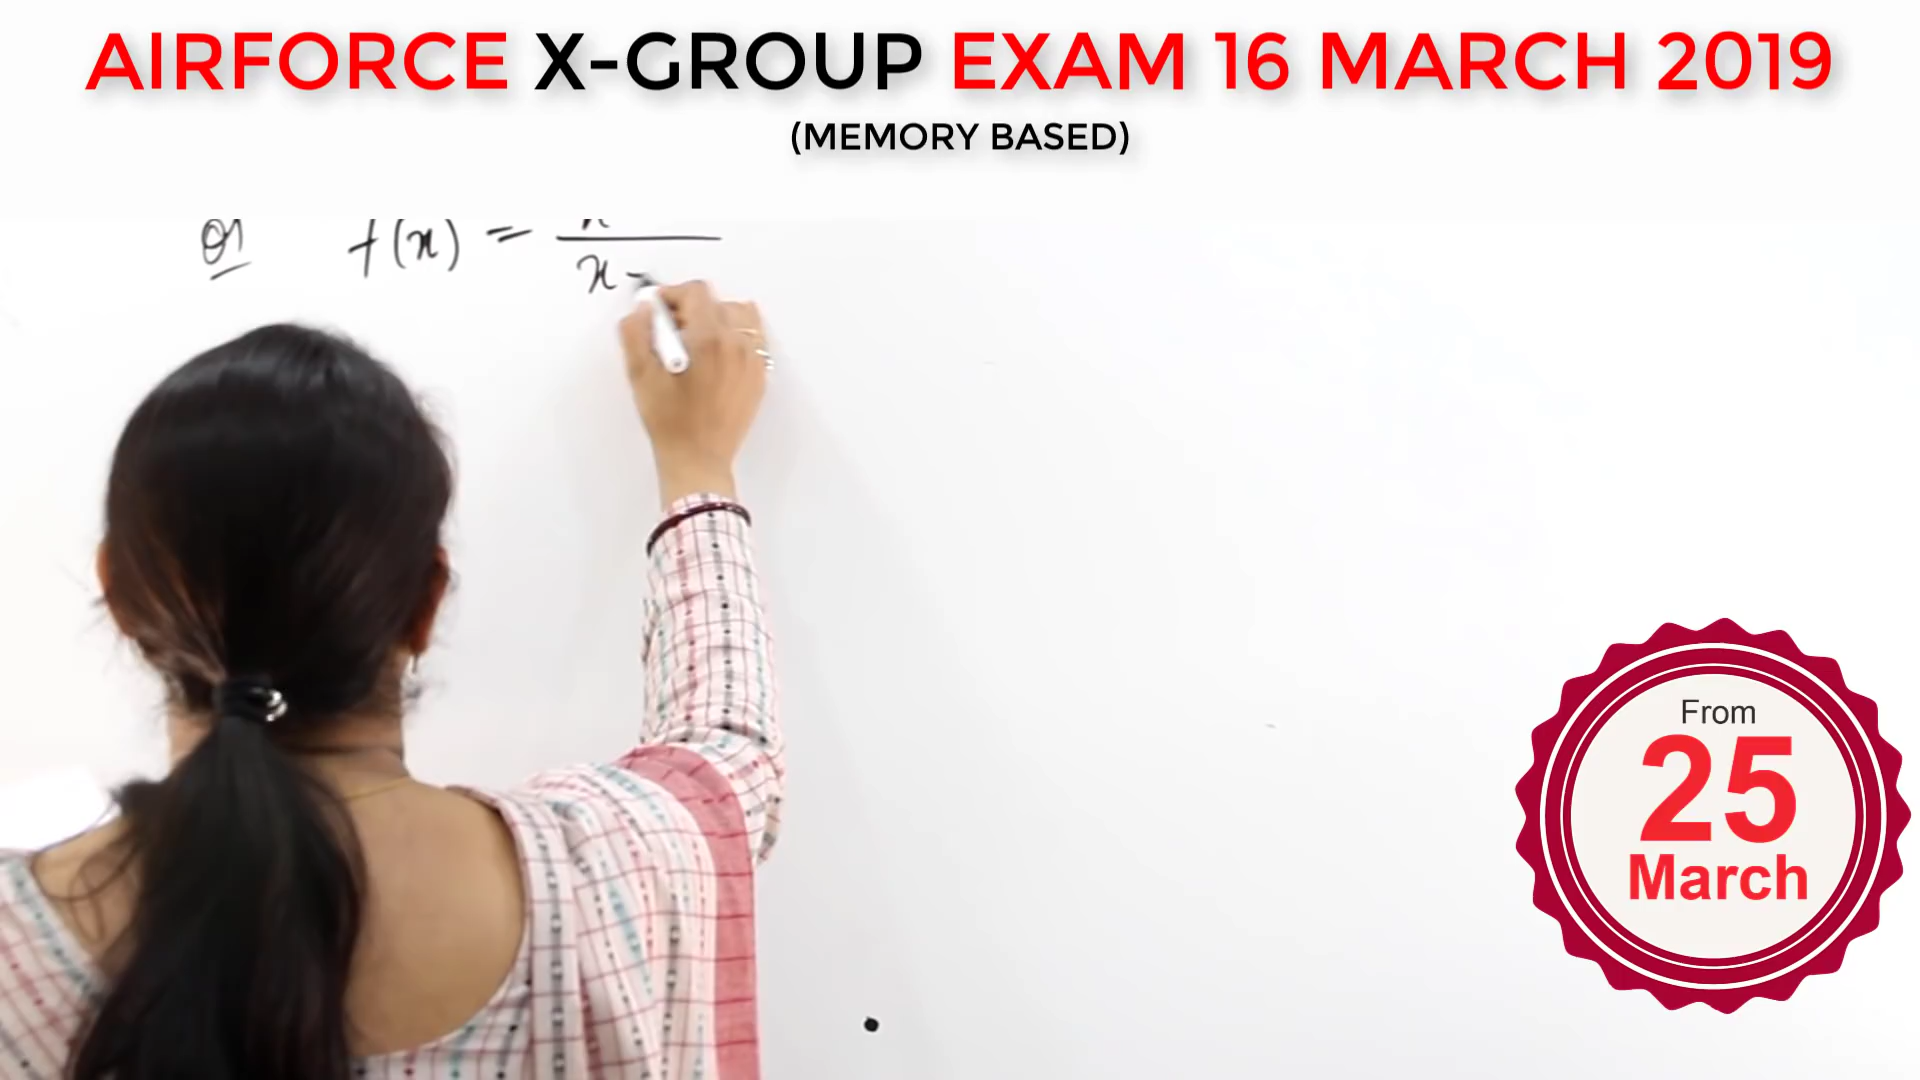 AIRFORCE X-GROUP EXAM 16 MARCH 2019
(MEMORY BASED)
f(x) = x
x -
From
25
March